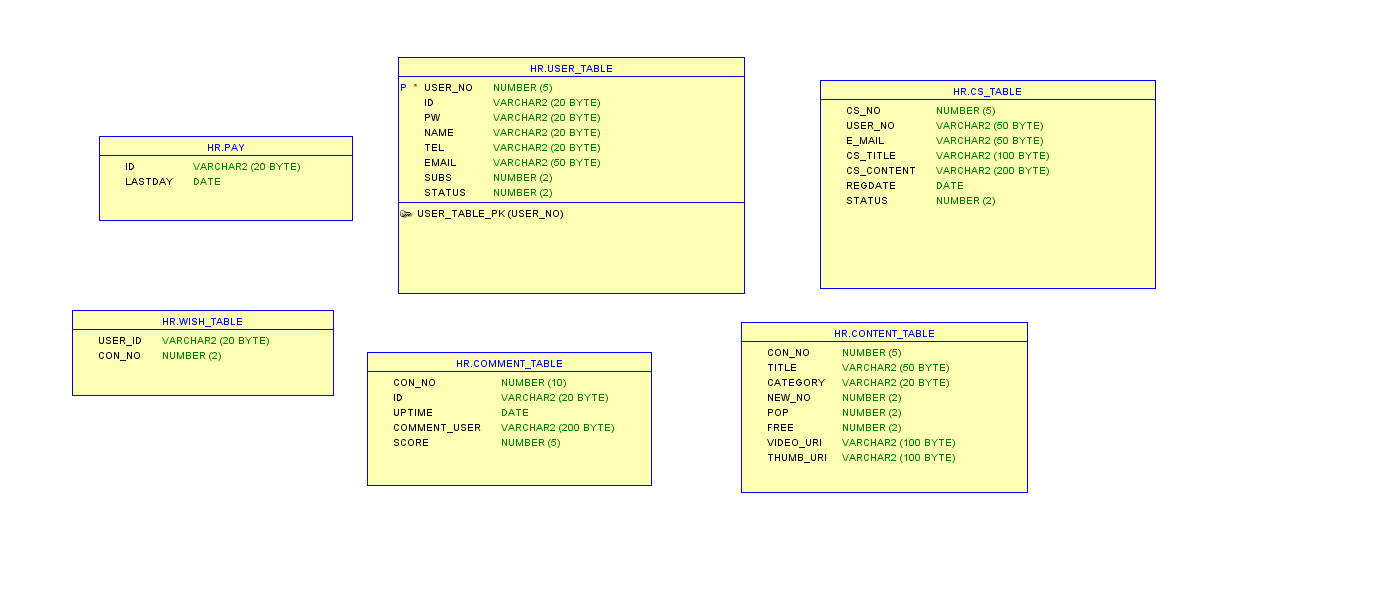 HR.USER_TABLE
P * USER_NO NUMBER (5)
ID VARCHAR2 (20 BYTE)
PW VARCHAR2 (20 BYTE)
NAME VARCHAR2 (20 BYTE)
TEL VARCHAR2 (20 BYTE)
EMAIL VARCHAR2 (50 BYTE)
SUBS NUMBER (2)
STATUS NUMBER (2)
USER_TABLE_PK (USER_NO)
HR.CS_TABLE
CS_NO NUMBER (5)
USER_NO VARCHAR2 (50 BYTE)
E_MAIL VARCHAR2 (50 BYTE)
CS_TITLE VARCHAR2 (100 BYTE)
CS_CONTENT VARCHAR2 (200 BYTE)
REGDATE DATE
STATUS NUMBER (2)
HR.PAY
ID VARCHAR2 (20 BYTE)
LASTDAY DATE
HR.WISH_TABLE
USER_ID VARCHAR2 (20 BYTE)
CON_NO NUMBER (2)
HR.COMMENT_TABLE
CON_NO NUMBER (10)
ID VARCHAR2 (20 BYTE)
UPTIME DATE
COMMENT_USER VARCHAR2 (200 BYTE)
SCORE NUMBER (5)
HR.CONTENT_TABLE
CON_NO NUMBER (5)
TITLE VARCHAR2 (50 BYTE)
CATEGORY VARCHAR2 (20 BYTE)
NEW_NO NUMBER (2)
POP NUMBER (2)
FREE NUMBER (2)
VIDEO_URI VARCHAR2 (100 BYTE)
THUMB_URI VARCHAR2 (100 BYTE)